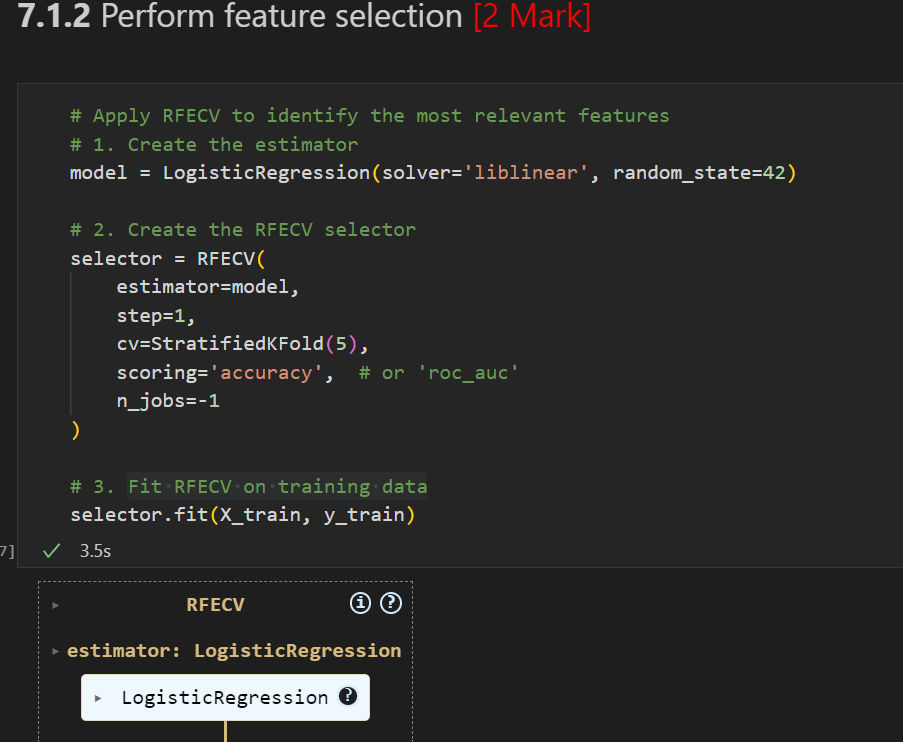 7.1.2 Perform feature selection [2 Mark]
# Apply RFECV to identify the most relevant features
# 1. Create the estimator
model = LogisticRegression(solver='liblinear', random_state=42)
# 2. Create the RFECV selector
selector = RFECV(
estimator=model,
step=1,
cv=StratifiedKFold(5),
scoring='accuracy', # or 'roc_auc'
n_jobs=-1
)
# 3. Fit RFECV on training data
selector.fit(X_train, y_train)
7] ✓ 3.5s
▸ RFECV i ?
▸ estimator: LogisticRegression
▸ LogisticRegression ?